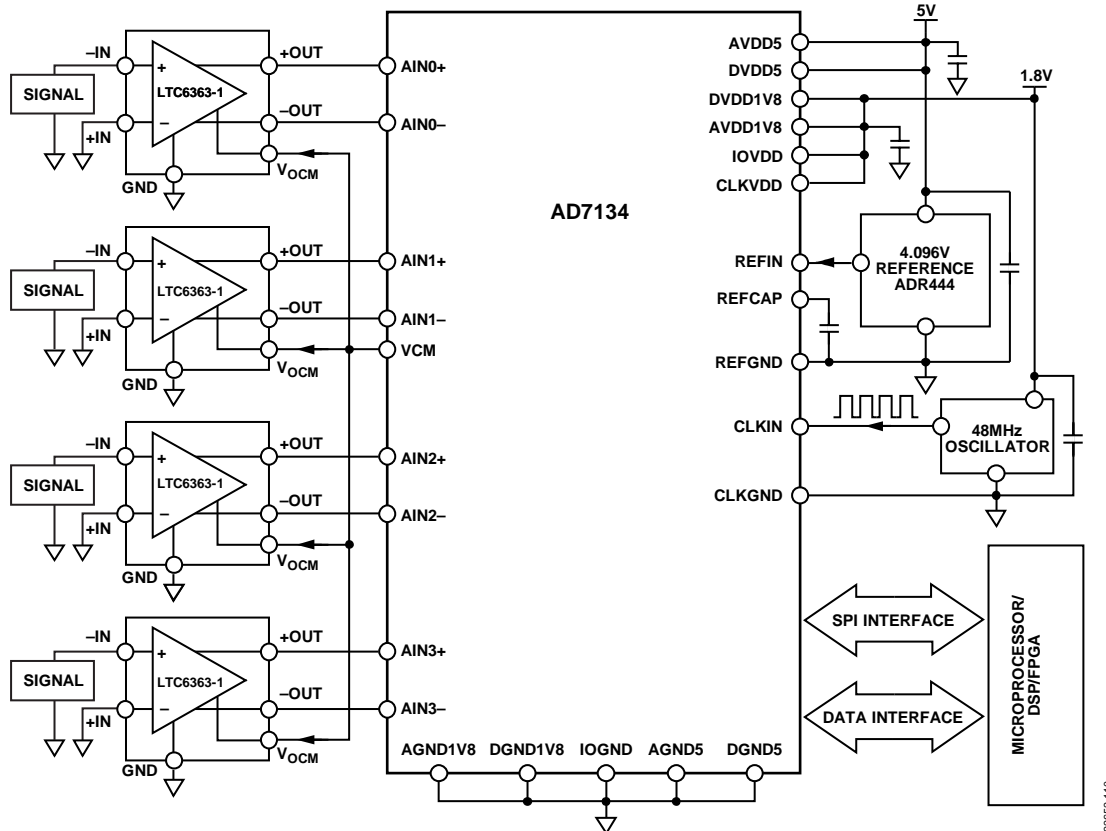 –IN
+OUT
SIGNAL
+
LTC6363-1
AIN0+
–
–OUT
AIN0–
+IN
GND
VOCM
–IN
+OUT
SIGNAL
+
LTC6363-1
AIN1+
–
–OUT
AIN1–
+IN
VCM
GND
VOCM
–IN
+OUT
SIGNAL
+
LTC6363-1
AIN2+
–
–OUT
AIN2–
+IN
GND
VOCM
–IN
+OUT
SIGNAL
+
LTC6363-1
AIN3+
–
–OUT
AIN3–
+IN
GND
VOCM
AD7134
5V
AVDD5
DVDD5
1.8V
DVDD1V8
AVDD1V8
IOVDD
CLKVDD
REFIN
4.096V
REFERENCE
ADR444
REFCAP
REFGND
CLKIN
48MHz
OSCILLATOR
CLKGND
SPI INTERFACE
DATA INTERFACE
MICROPROCESSOR/
DSP/FPGA
AGND1V8 DGND1V8 IOGND AGND5 DGND5